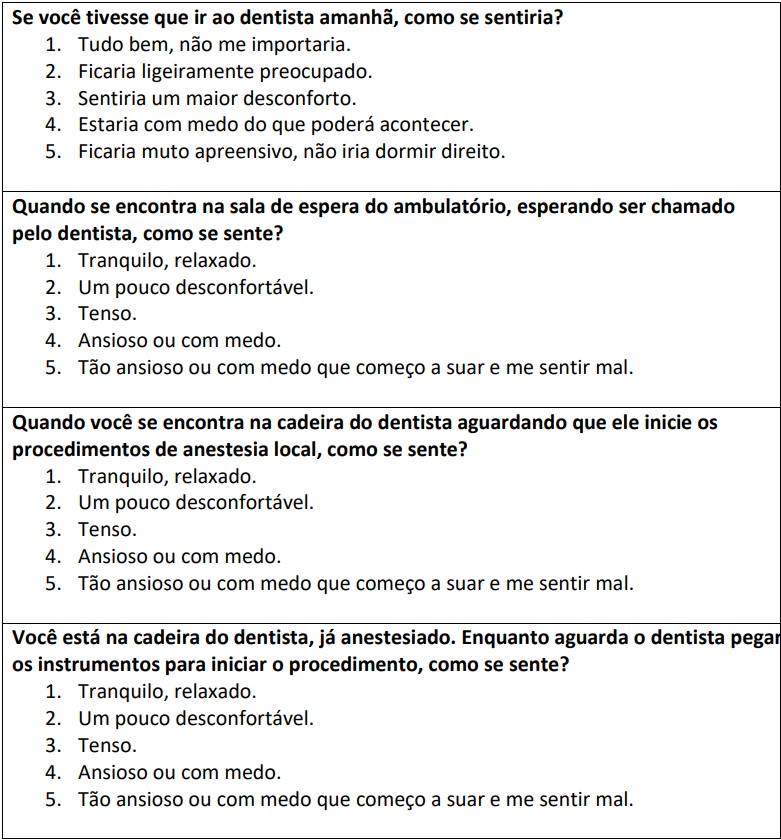 Se você tivesse que ir ao dentista amanhã, como se sentiria?
1. Tudo bem, não me importaria.
2. Ficaria ligeiramente preocupado.
3. Sentiria um maior desconforto.
4. Estaria com medo do que poderá acontecer.
5. Ficaria muto apreensivo, não iria dormir direito.
Quando se encontra na sala de espera do ambulatório, esperando ser chamado
pelo dentista, como se sente?
1. Tranquilo, relaxado.
2. Um pouco desconfortável.
3. Tenso.
4. Ansioso ou com medo.
5. Tão ansioso ou com medo que começo a suar e me sentir mal.
Quando você se encontra na cadeira do dentista aguardando que ele inicie os
procedimentos de anestesia local, como se sente?
1. Tranquilo, relaxado.
2. Um pouco desconfortável.
3. Tenso.
4. Ansioso ou com medo.
5. Tão ansioso ou com medo que começo a suar e me sentir mal.
Você está na cadeira do dentista, já anestesiado. Enquanto aguarda o dentista pegar
os instrumentos para iniciar o procedimento, como se sente?
1. Tranquilo, relaxado.
2. Um pouco desconfortável.
3. Tenso.
4. Ansioso ou com medo.
5. Tão ansioso ou com medo que começo a suar e me sentir mal.